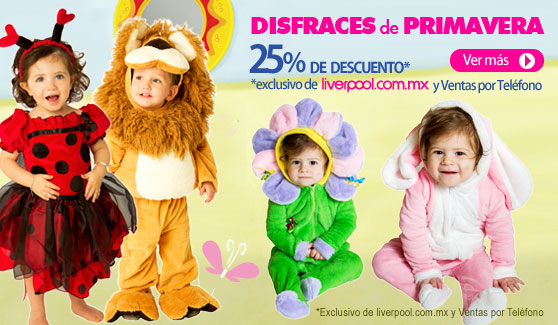 DISFRACES de PRIMAVERA
25% DE DESCUENTO*
Ver más
*exclusivo de liverpool.com.mx y Ventas por Teléfono
*Exclusivo de liverpool.com.mx y Ventas por Teléfono